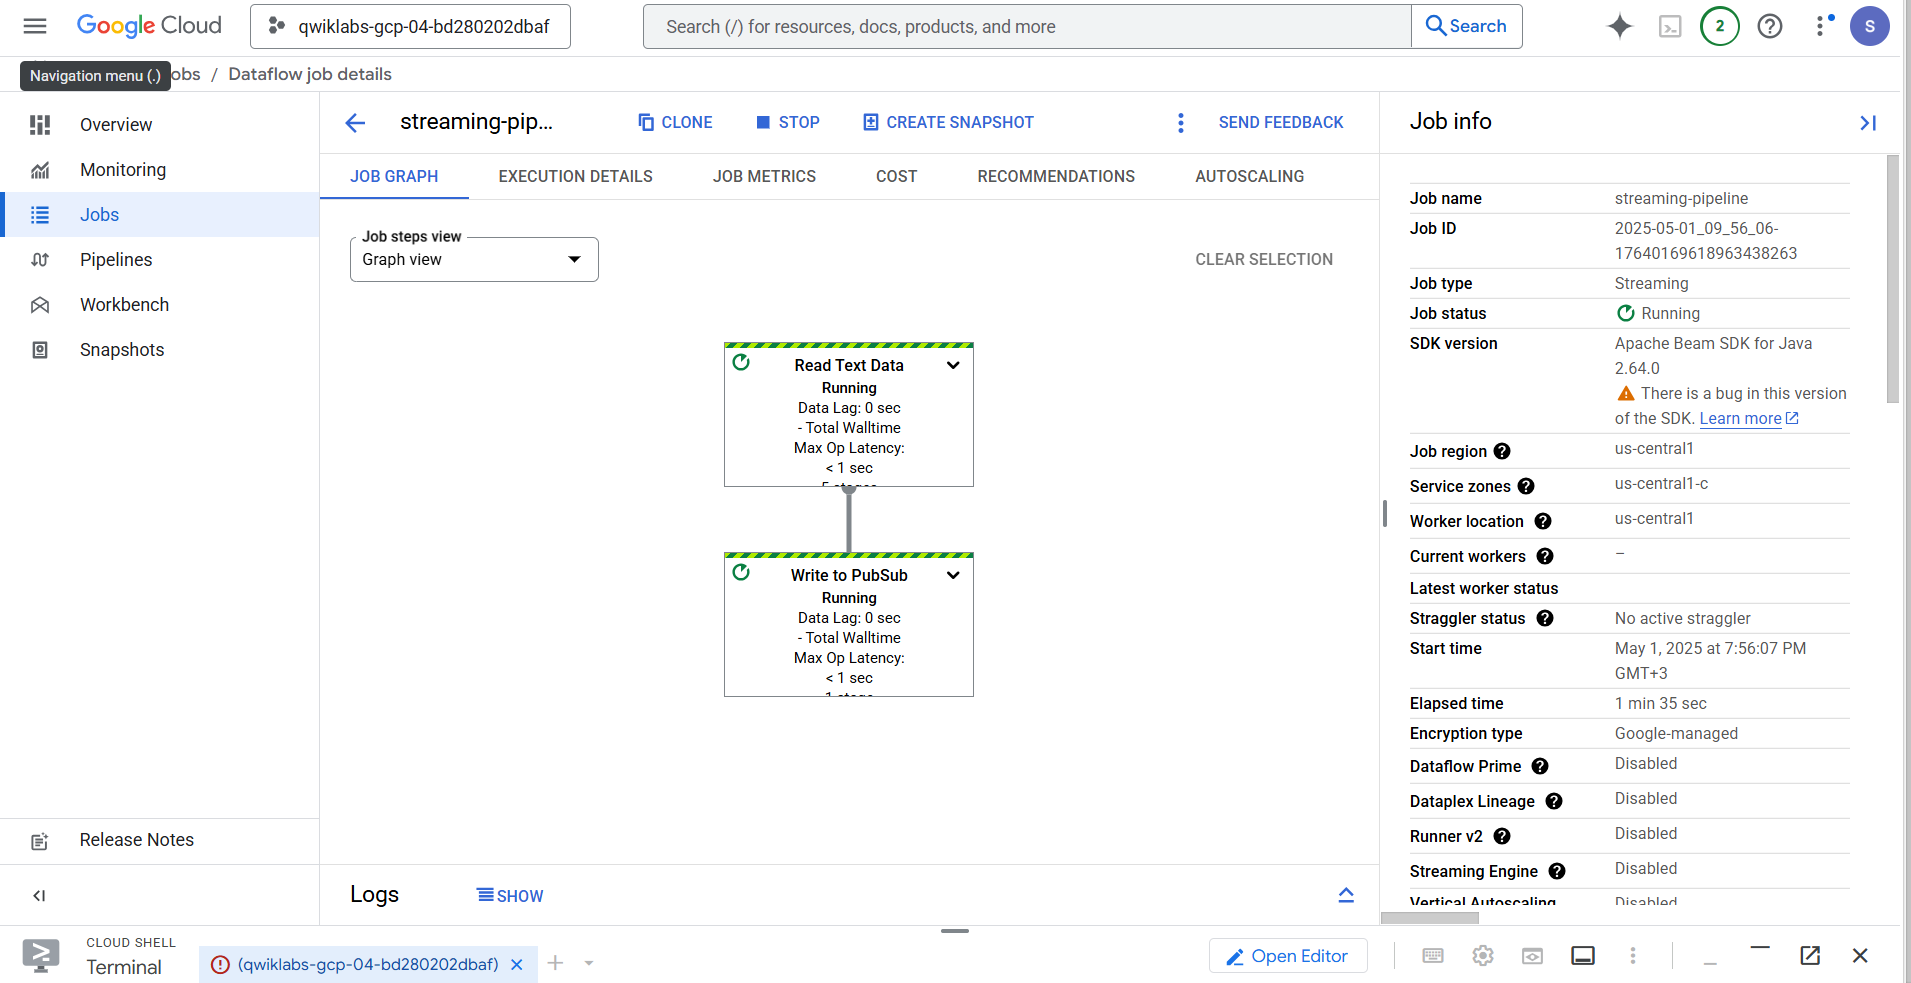 Google Cloud
qwiklabs-gcp-04-bd280202dbaf
Search (/) for resources, docs, products, and more
Search
2
S
Navigation menu (.)
obs / Dataflow job details
Overview
Monitoring
Jobs
Pipelines
Workbench
Snapshots
Release Notes
streaming-pip...
CLONE
STOP
CREATE SNAPSHOT
SEND FEEDBACK
JOB GRAPH
EXECUTION DETAILS
JOB METRICS
COST
RECOMMENDATIONS
AUTOSCALING
Job steps view
Graph view
CLEAR SELECTION
Read Text Data
Running
Data Lag: 0 sec
- Total Walltime
Max Op Latency:
< 1 sec
5 stages
Write to PubSub
Running
Data Lag: 0 sec
- Total Walltime
Max Op Latency:
< 1 sec
1 stage
Logs
SHOW
Job info
Job name streaming-pipeline
Job ID 2025-05-01_09_56_06-
17640169618963438263
Job type Streaming
Job status Running
SDK version Apache Beam SDK for Java
2.64.0
There is a bug in this version
of the SDK. Learn more
Job region us-central1
Service zones us-central1-c
Worker location us-central1
Current workers –
Latest worker status
Straggler status No active straggler
Start time May 1, 2025 at 7:56:07 PM
GMT+3
Elapsed time 1 min 35 sec
Encryption type Google-managed
Dataflow Prime Disabled
Dataplex Lineage Disabled
Runner v2 Disabled
Streaming Engine Disabled
Vertical Autoscaling Disabled
CLOUD SHELL
Terminal
(qwiklabs-gcp-04-bd280202dbaf)
Open Editor